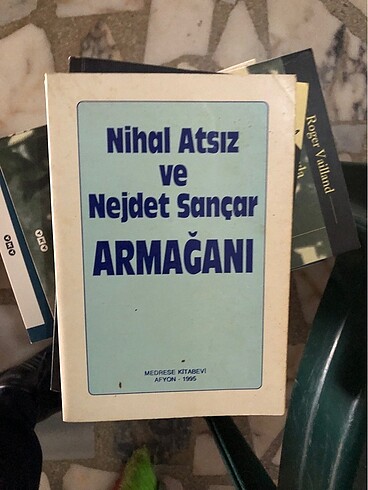 Nihal Atsız
ve
Nejdet Sançar
ARMAĞANI
MEDRESE KİTABEVİ
AFYON - 1995
Roger Vailland